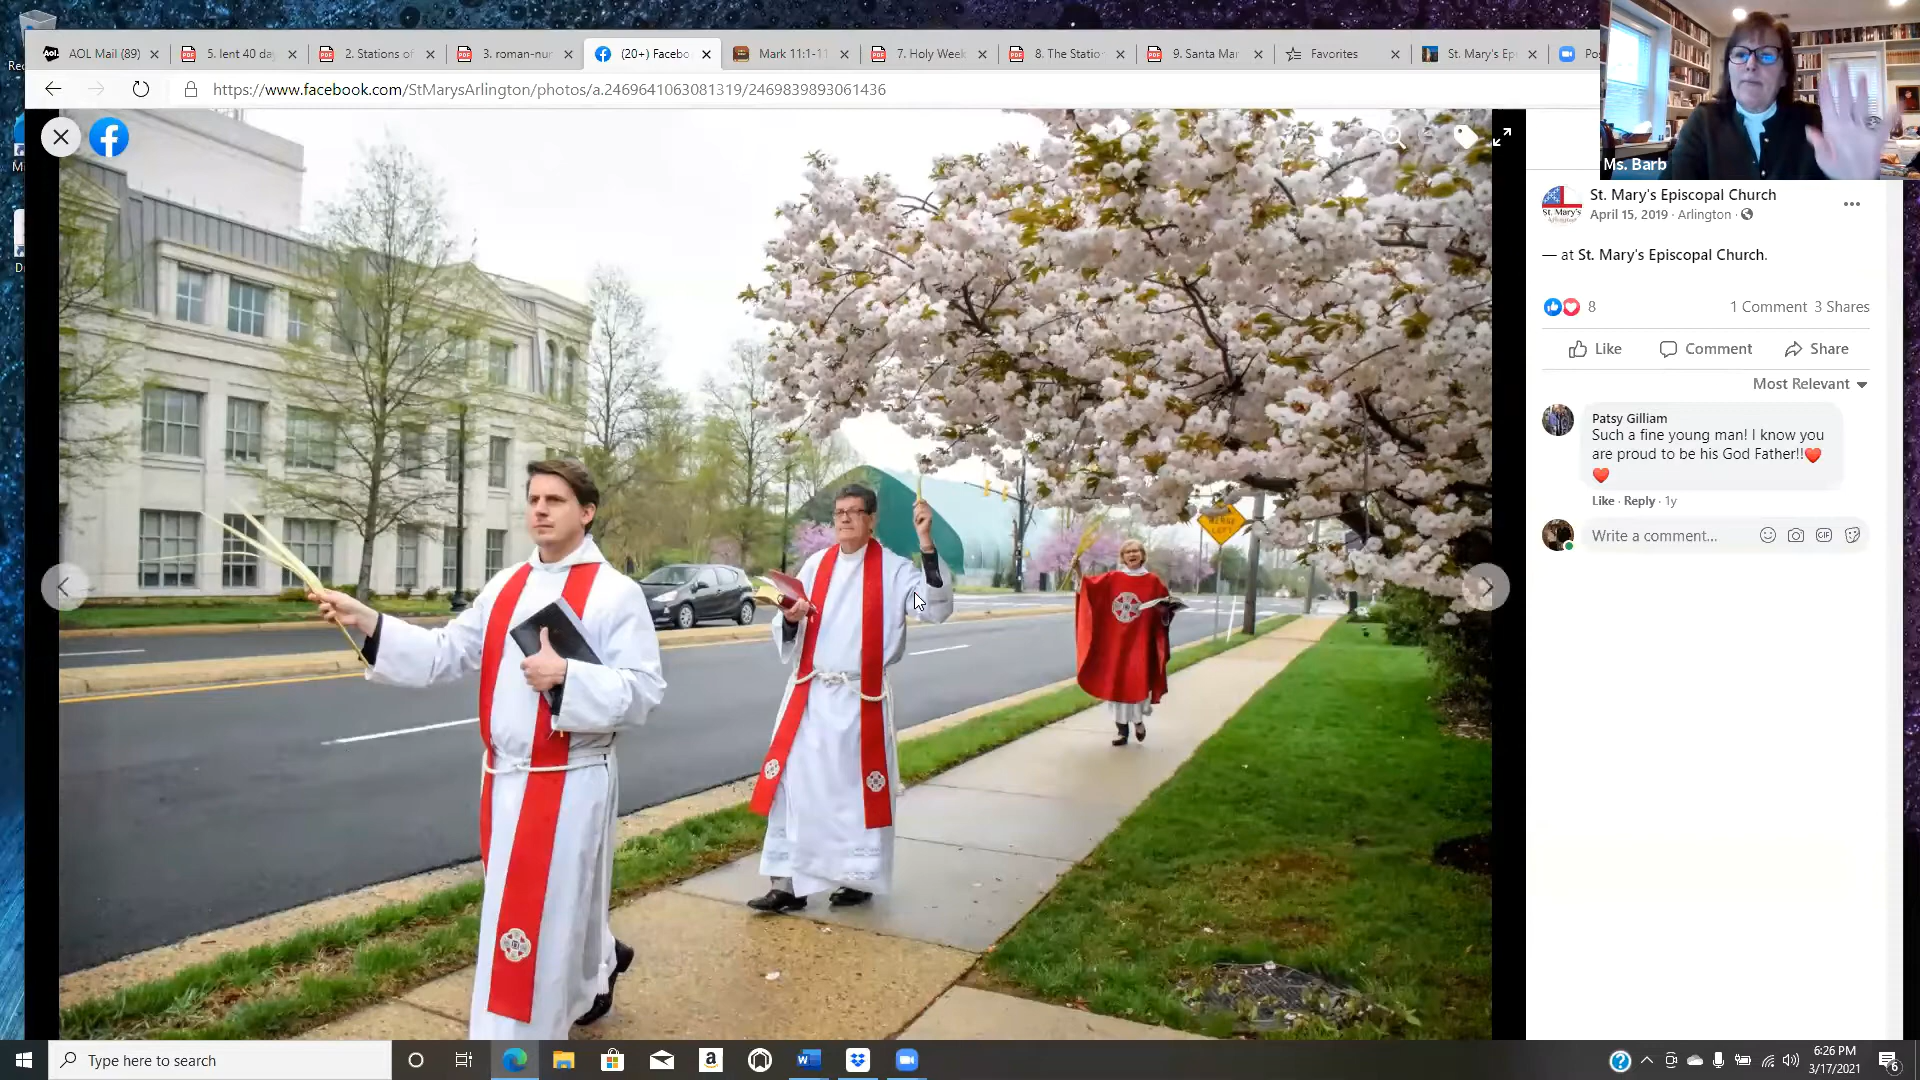 AOL Mail (89)
5. lent 40 da
2. Stations of
3. roman-nur
(20+) Facebo
Mark 11:1-11
7. Holy Week
8. The Statio
9. Santa Mar
Favorites
St. Mary's Ep
Po
https://www.facebook.com/StMarysArlington/photos/a.2469641063081319/2469839893061436
Ms. Barb
St. Mary's Episcopal Church
April 15, 2019 · Arlington ·
— at St. Mary's Episcopal Church.
8
1 Comment 3 Shares
Like
Comment
Share
Most Relevant
Patsy Gilliam
Such a fine young man! I know you
are proud to be his God Father!!
Like · Reply · 1y
Write a comment...
GIF
MERGE
LEFT
Type here to search
6:26 PM
3/17/2021
6